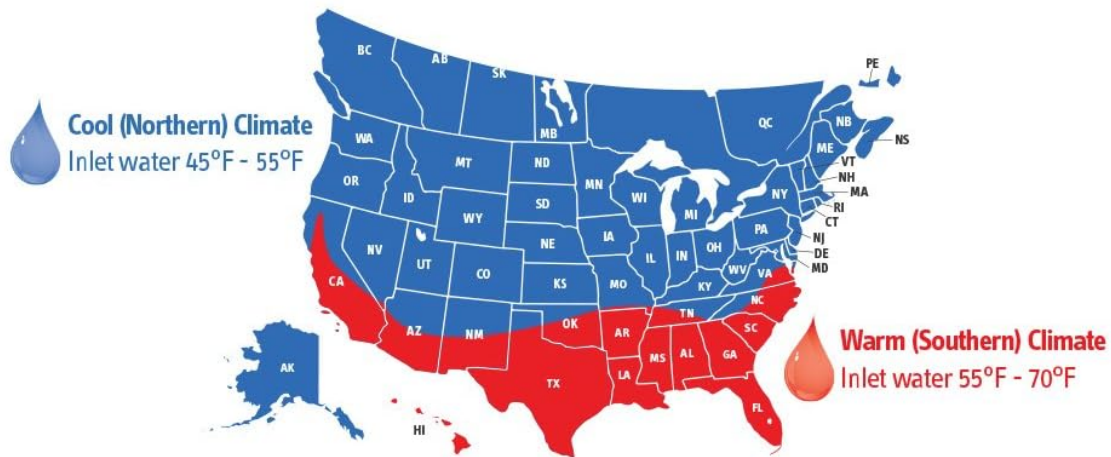 BC
AB
SK
MB
QC
PE
NB
NS
ME
VT
NH
MA
RI
CT
NJ
DE
MD
Cool (Northern) Climate
Inlet water 45°F - 55°F
WA
MT
ND
MN
OR
ID
WY
SD
WI
MI
NY
PA
NV
UT
CO
NE
IA
IL
IN
OH
WV
VA
KS
MO
KY
CA
AZ
NM
OK
AR
TN
NC
SC
MS
AL
GA
TX
LA
FL
AK
HI
Warm (Southern) Climate
Inlet water 55°F - 70°F